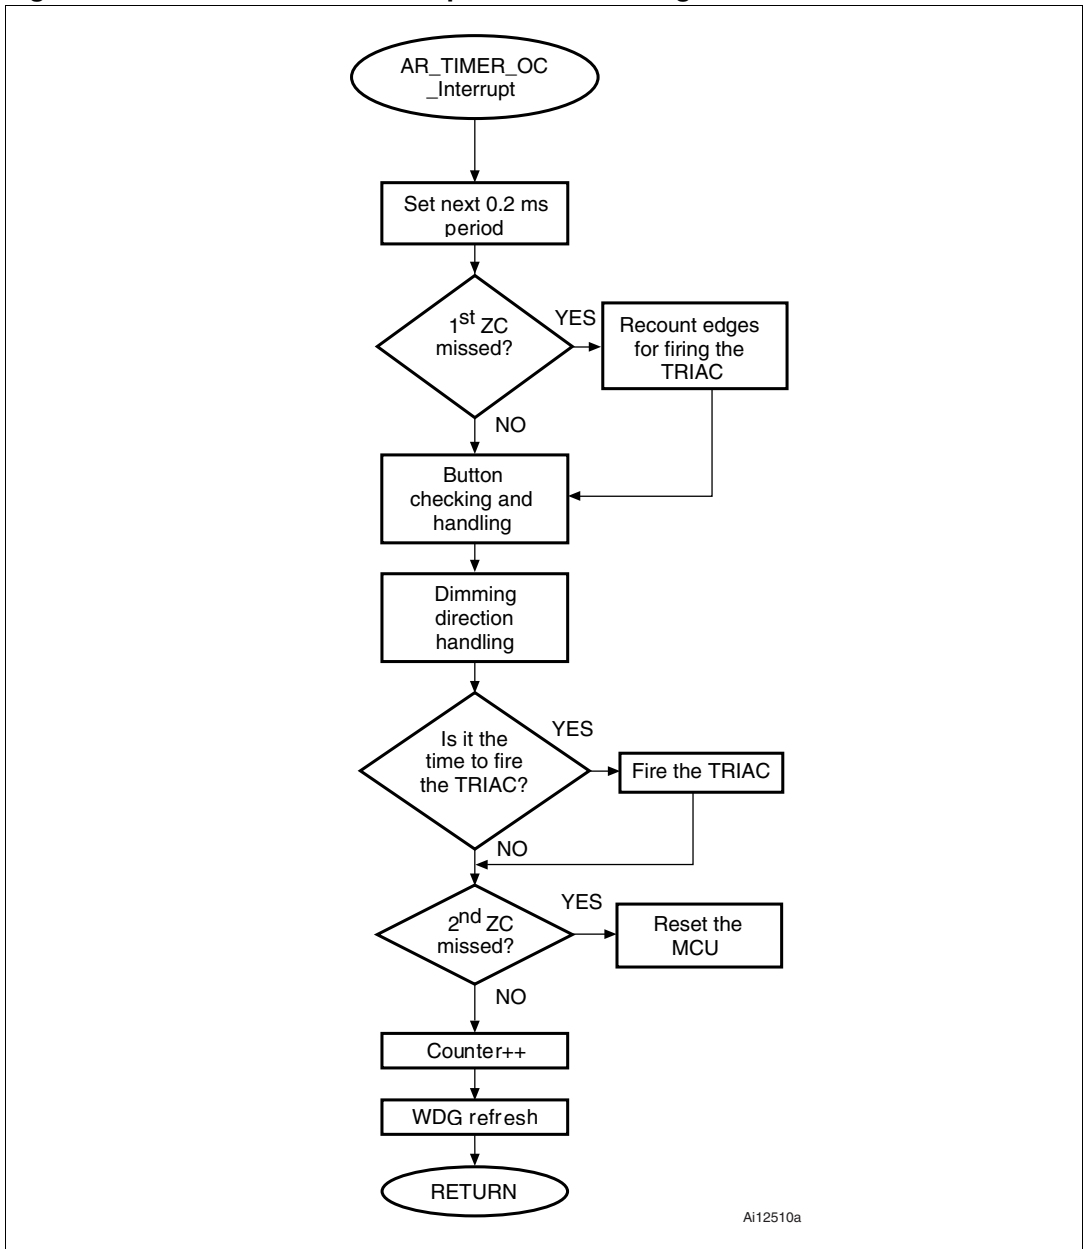 AR_TIMER_OC
_Interrupt
Set next 0.2 ms
period
1st ZC
missed?
YES
Recount edges
for firing the
TRIAC
NO
Button
checking and
handling
Dimming
direction
handling
Is it the
time to fire
the TRIAC?
YES
Fire the TRIAC
NO
2nd ZC
missed?
YES
Reset the
MCU
NO
Counter++
WDG refresh
RETURN
Ai12510a